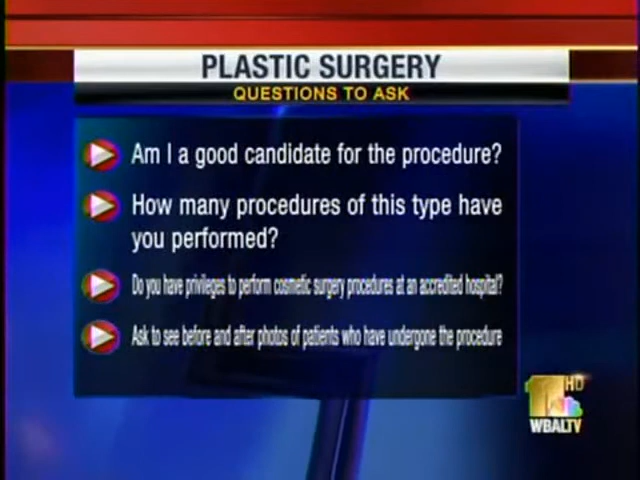 PLASTIC SURGERY
QUESTIONS TO ASK
Am I a good candidate for the procedure?
How many procedures of this type have
you performed?
Do you have privileges to perform cosmetic surgery procedures at an accredited hospital?
Ask to see before and after photos of patients who have undergone the procedure
11 HD
WBALTV